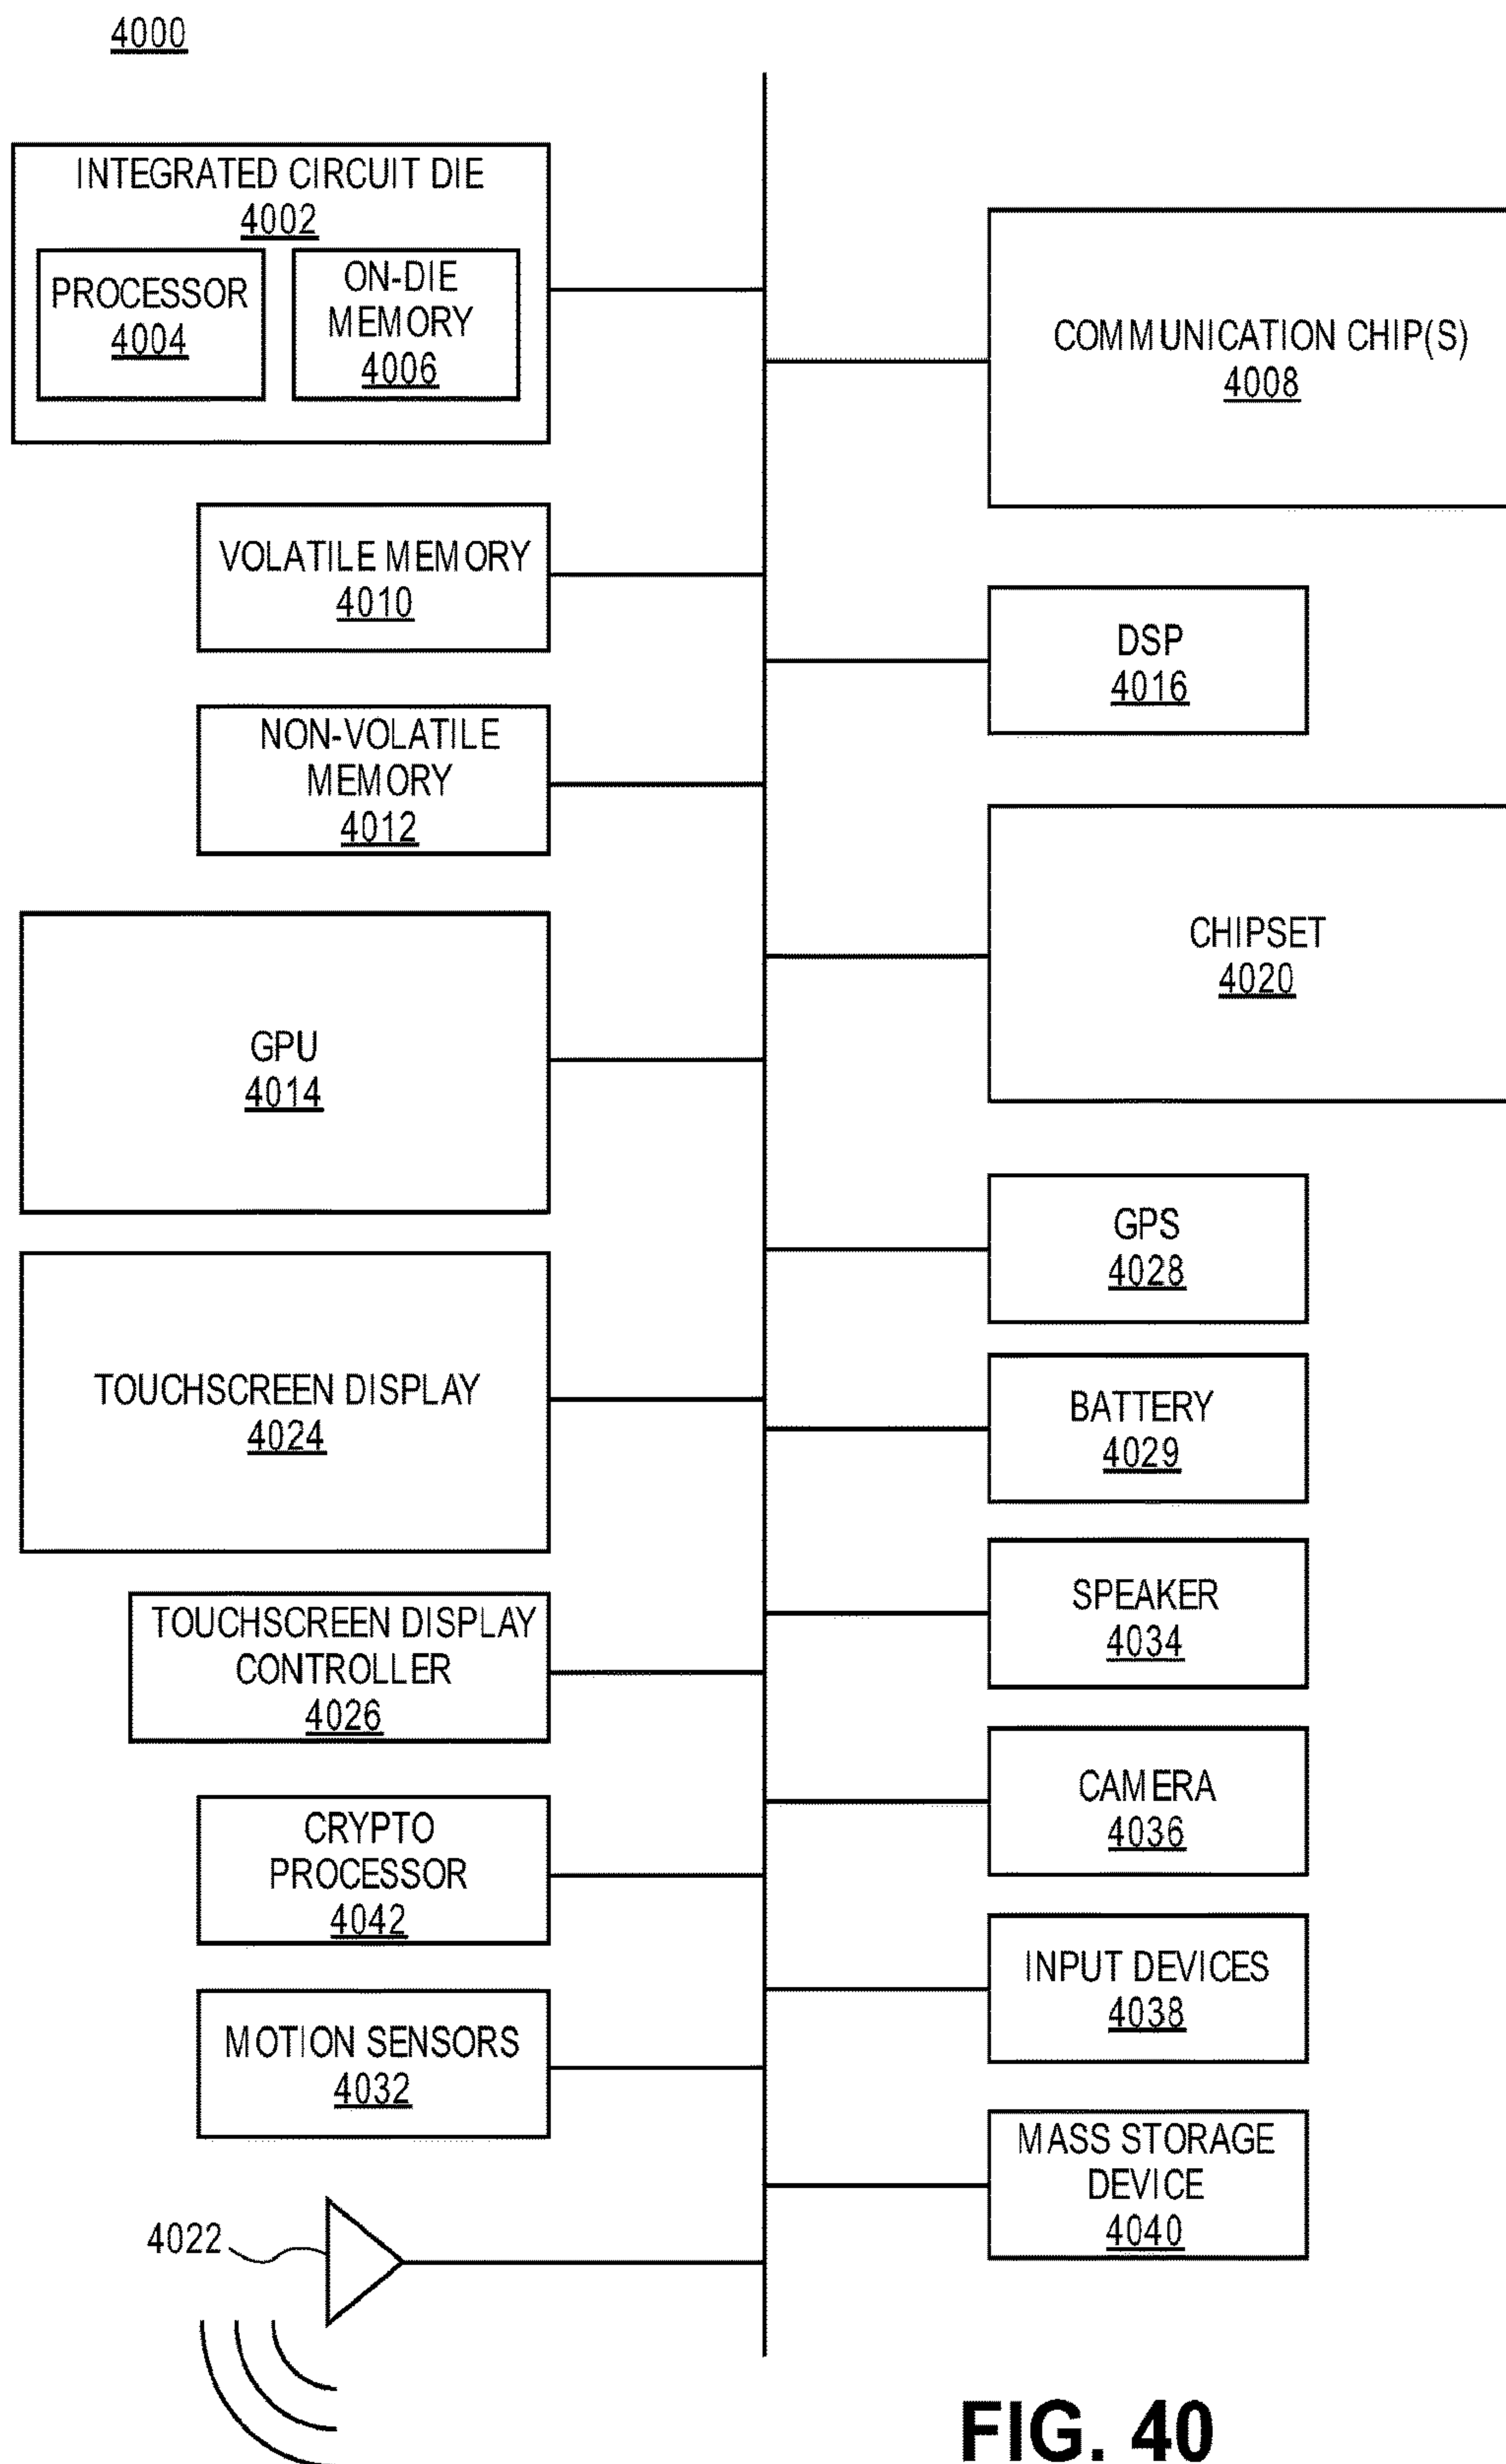 4000
INTEGRATED CIRCUIT DIE
4002
PROCESSOR
4004
ON-DIE
MEMORY
4006
COMMUNICATION CHIP(S)
4008
VOLATILE MEMORY
4010
DSP
4016
NON-VOLATILE
MEMORY
4012
CHIPSET
4020
GPU
4014
GPS
4028
TOUCHSCREEN DISPLAY
4024
BATTERY
4029
SPEAKER
4034
TOUCHSCREEN DISPLAY
CONTROLLER
4026
CAMERA
4036
CRYPTO
PROCESSOR
4042
INPUT DEVICES
4038
MOTION SENSORS
4032
MASS STORAGE
DEVICE
4040
4022
FIG. 40